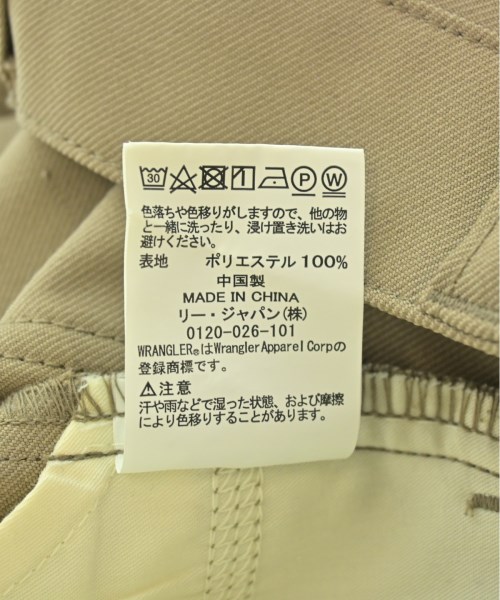 30 P W
色落ちや色移りがしますので、他の物
と一緒に洗ったり、浸け置き洗いはお
避けください。
表地 ポリエステル 100%
中国製
MADE IN CHINA
リー・ジャパン(株)
0120-026-101
WRANGLER®はWrangler Apparel Corpの
登録商標です。
⚠注意
汗や雨などで湿った状態、および摩擦
により色移りすることがあります。